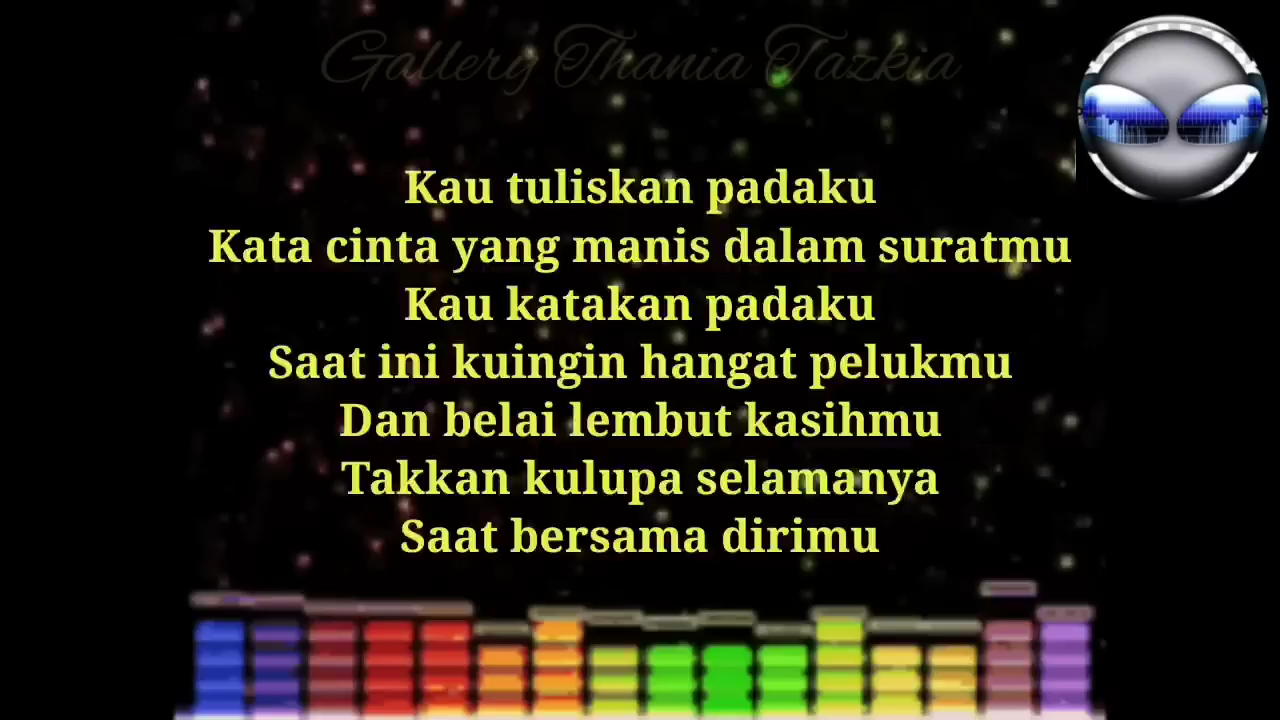 Gallery Thania Tazkia
Kau tuliskan padaku
Kata cinta yang manis dalam suratmu
Kau katakan padaku
Saat ini kuingin hangat pelukmu
Dan belai lembut kasihmu
Takkan kulupa selamanya
Saat bersama dirimu